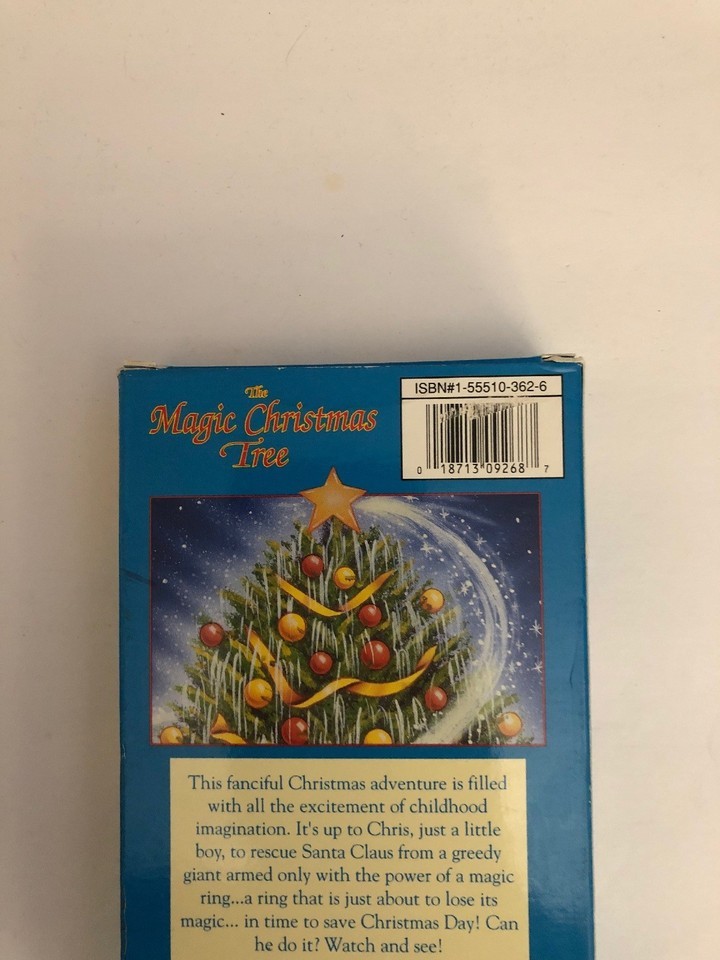 The
Magic Christmas
Tree
ISBN#1-55510-362-6
0 18713 09268 7
This fanciful Christmas adventure is filled
with all the excitement of childhood
imagination. It's up to Chris, just a little
boy, to rescue Santa Claus from a greedy
giant armed only with the power of a magic
ring...a ring that is just about to lose its
magic... in time to save Christmas Day! Can
he do it? Watch and see!